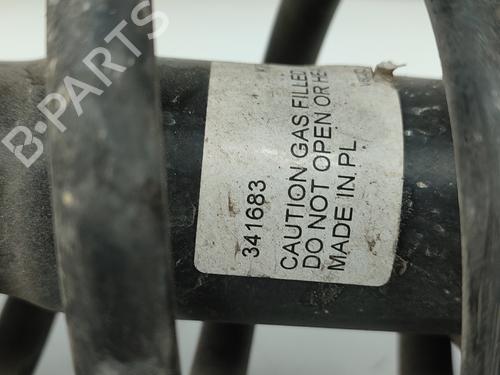 B-PARTS
341683
CAUTION GAS FILLED
DO NOT OPEN OR HE
MADE IN PL